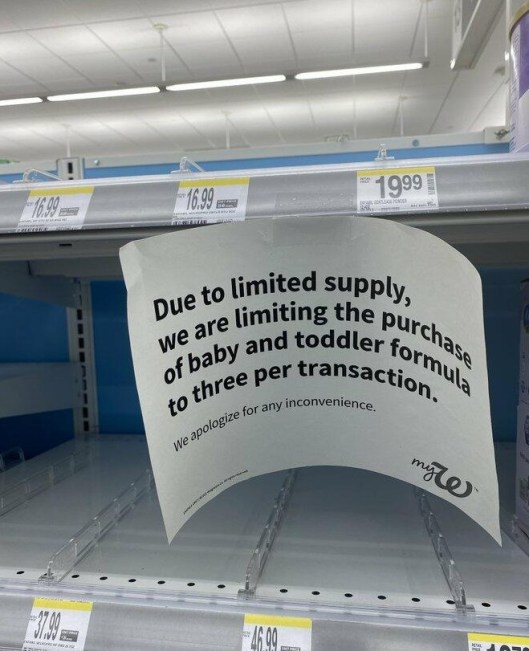 16.99
16.99
19.99
Due to limited supply,
we are limiting the purchase
of baby and toddler formula
to three per transaction.
We apologize for any inconvenience.
myW
37.99
46.99